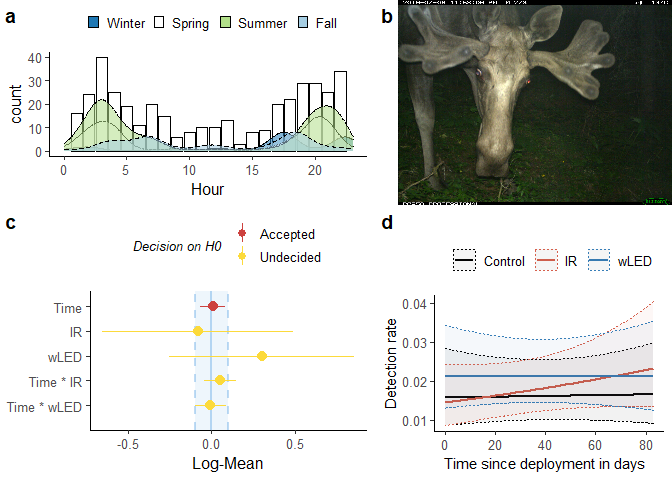 a
Winter Spring Summer Fall
count
40
30
20
10
0
0 5 10 15 20
Hour
b
c
Decision on H0
Accepted
Undecided
Time
IR
wLED
Time * IR
Time * wLED
-0.5 0.0 0.5
Log-Mean
d
Control IR wLED
Detection rate
0.04
0.03
0.02
0.01
0 20 40 60 80
Time since deployment in days